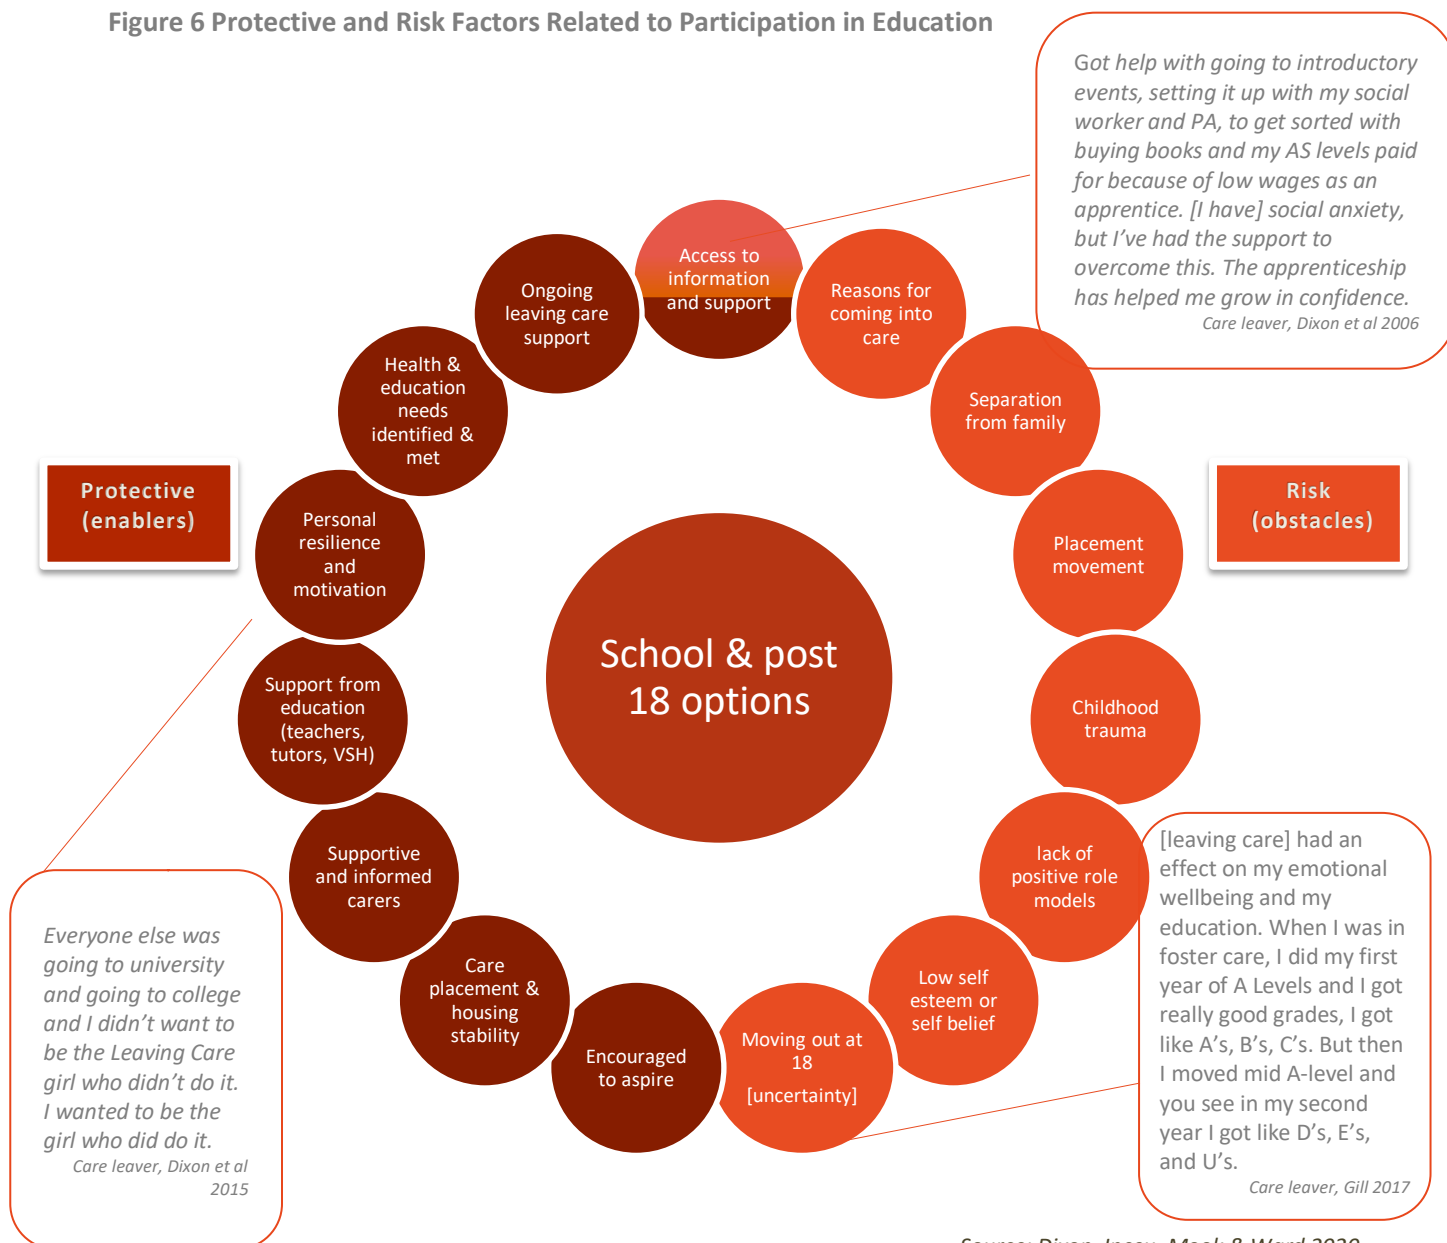 Figure 6 Protective and Risk Factors Related to Participation in Education
Got help with going to introductory
events, setting it up with my social
worker and PA, to get sorted with
buying books and my AS levels paid
for because of low wages as an
apprentice. [I have] social anxiety,
but I've had the support to
overcome this. The apprenticeship
has helped me grow in confidence.
Care leaver, Dixon et al 2006
Access to
information
and support
Reasons for
coming into
care
Separation
from family
Placement
movement
Childhood
trauma
lack of
positive role
models
Low self
esteem or
self belief
Moving out at
18
[uncertainty]
Encouraged
to aspire
Care
placement &
housing
stability
Supportive
and informed
carers
Support from
education
(teachers,
tutors, VSH)
Personal
resilience
and
motivation
Health &
education
needs
identified &
met
Ongoing
leaving care
support
Protective
(enablers)
Risk
(obstacles)
School & post
18 options
Everyone else was
going to university
and going to college
and I didn't want to
be the Leaving Care
girl who didn't do it.
I wanted to be the
girl who did do it.
Care leaver, Dixon et al
2015
[leaving care] had an
effect on my emotional
wellbeing and my
education. When I was in
foster care, I did my first
year of A Levels and I got
really good grades, I got
like A's, B's, C's. But then
I moved mid A-level and
you see in my second
year I got like D's, E's,
and U's.
Care leaver, Gill 2017
Source: Dixon, Incau, Mook & Ward 2020